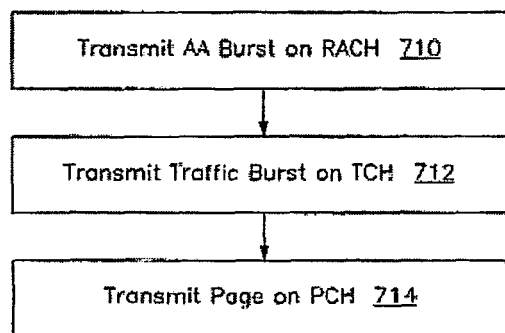 Transmit AA Burst on RACH 710
Transmit Traffic Burst on TCH 712
Transmit Page on PCH 714